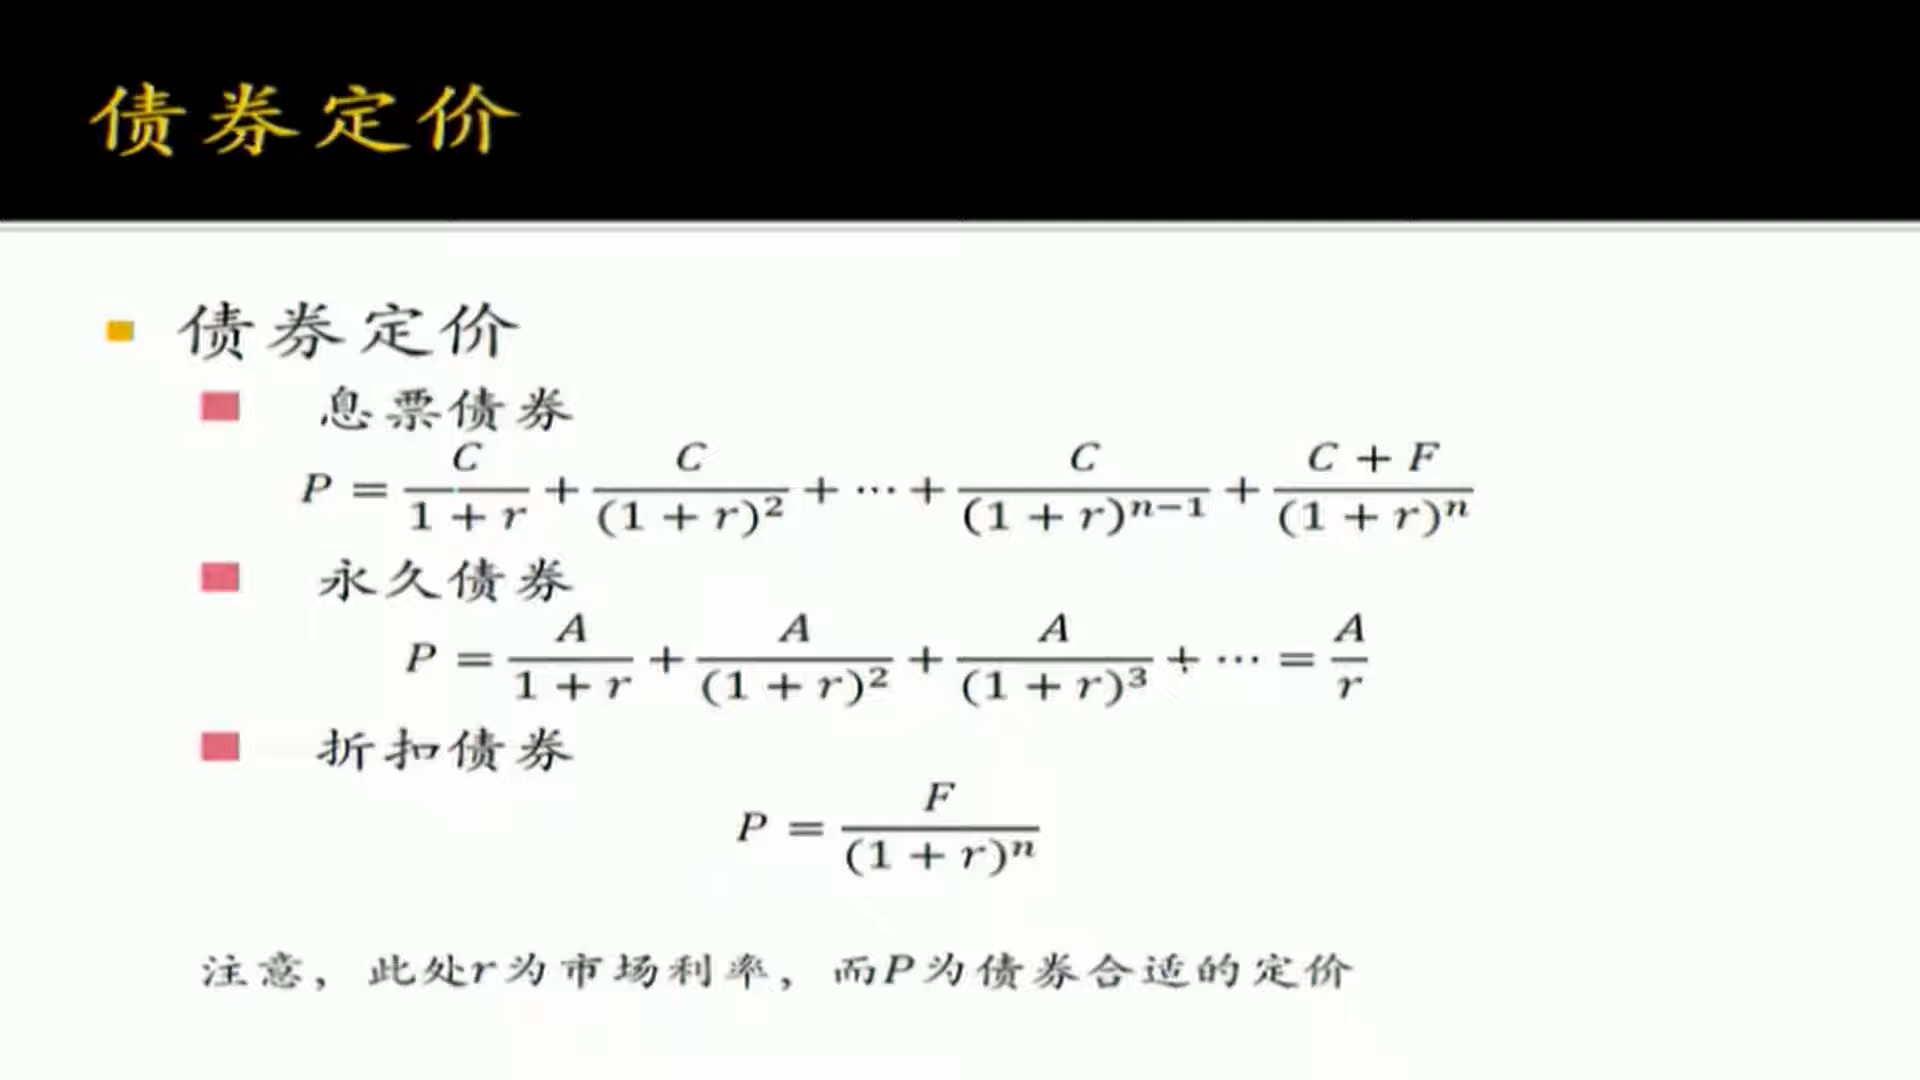 债券定价
债券定价
息票债券
P = C/(1 + r) + C/(1 + r)^2 + ⋯ + C/(1 + r)^{n−1} + (C + F)/(1 + r)^n
永久债券
P = A/(1 + r) + A/(1 + r)^2 + A/(1 + r)^3 + ⋯ = A/r
折扣债券
P = F/(1 + r)^n
注意，此处r为市场利率，而P为债券合适的定价